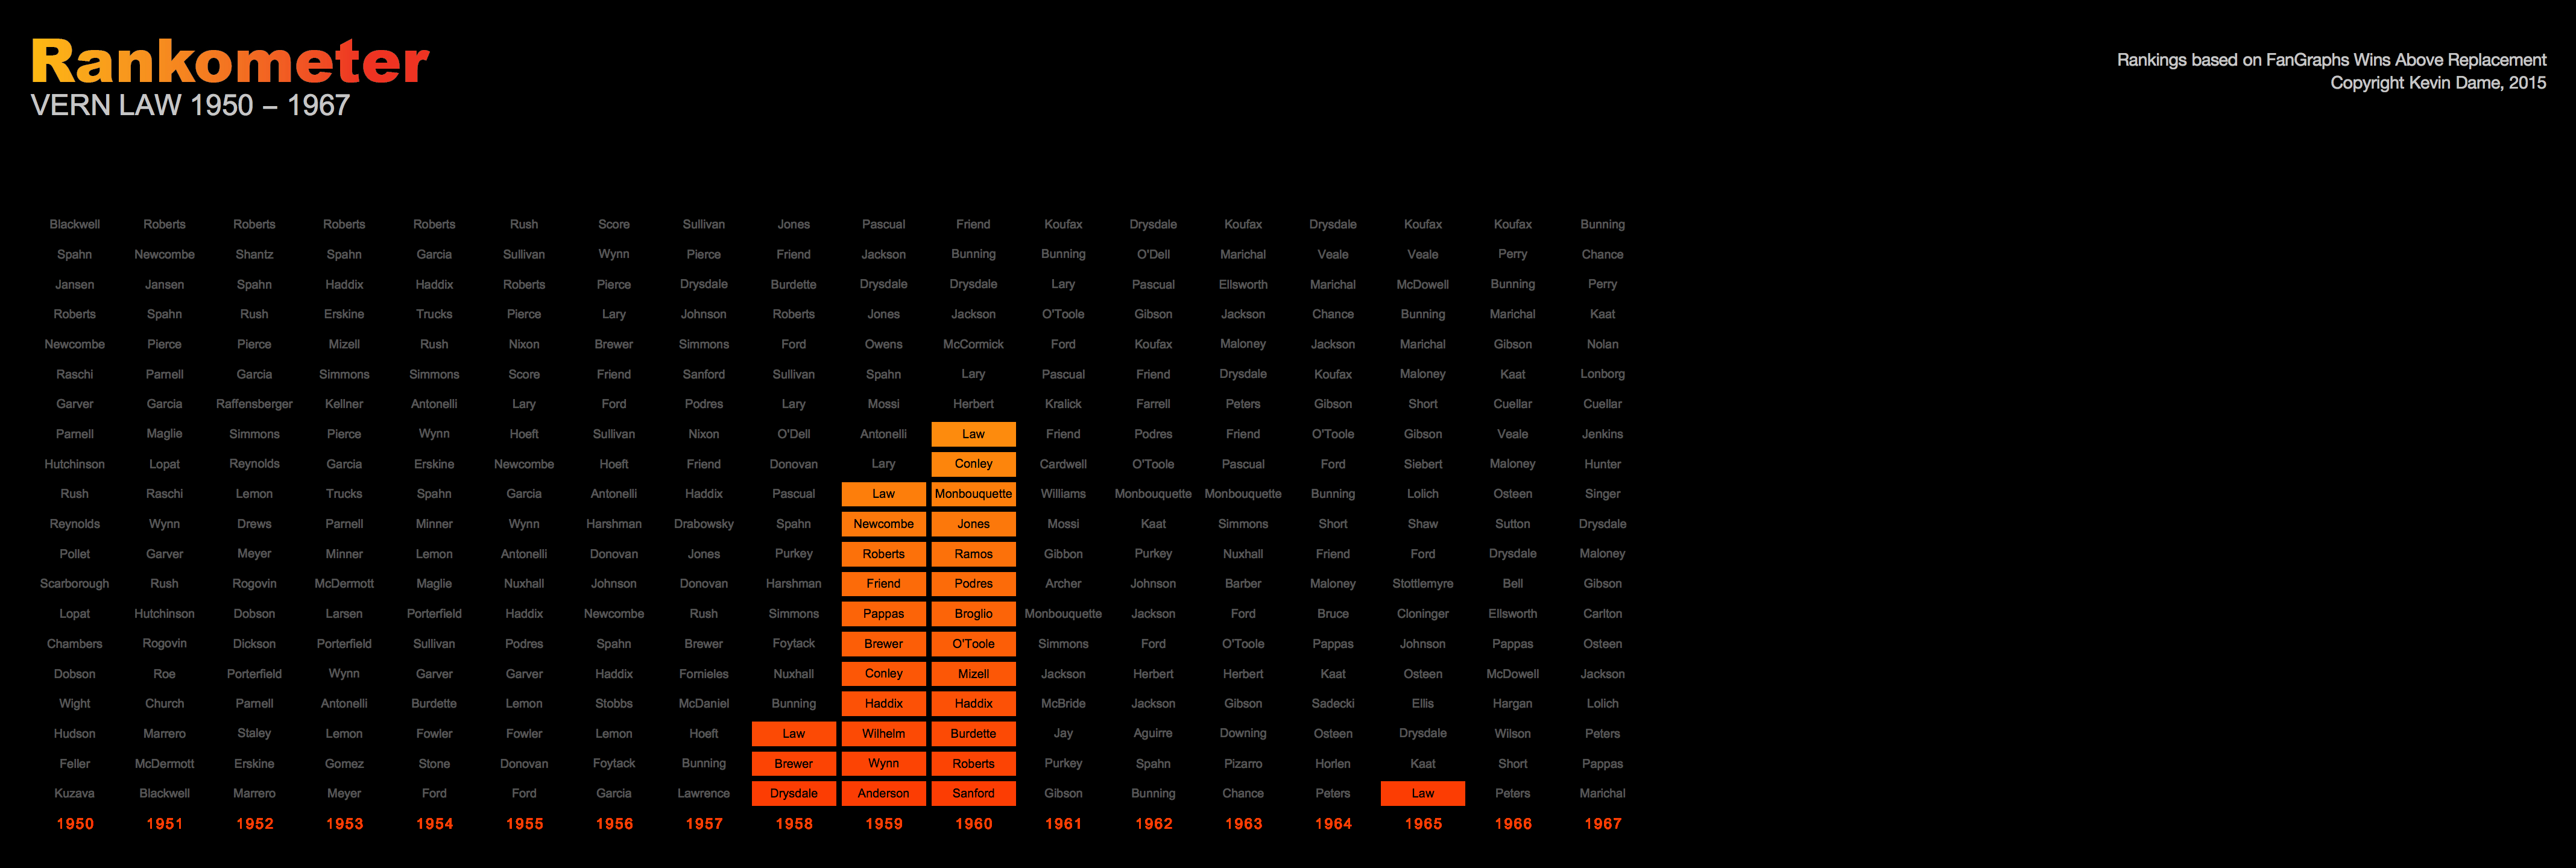 Rankometer
VERN LAW 1950 – 1967
Rankings based on FanGraphs Wins Above Replacement
Copyright Kevin Dame, 2015
Blackwell Roberts Roberts Roberts Roberts Rush Score Sullivan Jones Pascual Friend Koufax Drysdale Koufax Drysdale Koufax Koufax Bunning
Spahn Newcombe Shantz Spahn Garcia Sullivan Wynn Pierce Friend Jackson Bunning Bunning O'Dell Marichal Veale Veale Perry Chance
Jansen Jansen Spahn Haddix Haddix Roberts Pierce Drysdale Burdette Drysdale Drysdale Lary Pascual Ellsworth Marichal McDowell Bunning Perry
Roberts Spahn Rush Erskine Trucks Pierce Lary Johnson Roberts Jones Jackson O'Toole Gibson Jackson Chance Bunning Marichal Kaat
Newcombe Pierce Pierce Mizell Rush Nixon Brewer Simmons Ford Owens McCormick Ford Koufax Maloney Jackson Marichal Gibson Nolan
Raschi Parnell Garcia Simmons Simmons Score Friend Sanford Sullivan Spahn Lary Pascual Friend Drysdale Koufax Maloney Kaat Lonborg
Garver Garcia Raffensberger Kellner Antonelli Lary Ford Podres Lary Mossi Herbert Kralick Farrell Peters Gibson Short Cuellar Cuellar
Parnell Maglie Simmons Pierce Wynn Hoeft Sullivan Nixon O'Dell Antonelli Law Friend Podres Friend O'Toole Gibson Veale Jenkins
Hutchinson Lopat Reynolds Garcia Erskine Newcombe Hoeft Friend Donovan Lary Conley Cardwell O'Toole Pascual Ford Siebert Maloney Hunter
Rush Raschi Lemon Trucks Spahn Garcia Antonelli Haddix Pascual Law Monbouquette Williams Monbouquette Monbouquette Bunning Lolich Osteen Singer
Reynolds Wynn Drews Parnell Minner Wynn Harshman Drabowsky Spahn Newcombe Jones Mossi Kaat Simmons Short Shaw Sutton Drysdale
Pollet Garver Meyer Minner Lemon Antonelli Donovan Jones Purkey Roberts Ramos Gibbon Purkey Nuxhall Friend Ford Drysdale Maloney
Scarborough Rush Rogovin McDermott Maglie Nuxhall Johnson Donovan Harshman Friend Podres Archer Johnson Barber Maloney Stottlemyre Bell Gibson
Lopat Hutchinson Dobson Larsen Porterfield Haddix Newcombe Rush Simmons Pappas Broglio Monbouquette Jackson Ford Bruce Cloninger Ellsworth Carlton
Chambers Rogovin Dickson Porterfield Sullivan Podres Spahn Brewer Foytack Brewer O'Toole Simmons Ford O'Toole Pappas Johnson Pappas Osteen
Dobson Roe Porterfield Wynn Garver Garver Haddix Fornieles Nuxhall Conley Mizell Jackson Herbert Herbert Kaat Osteen McDowell Jackson
Wight Church Parnell Antonelli Burdette Lemon Stobbs McDaniel Bunning Haddix Haddix McBride Jackson Gibson Sadecki Ellis Hargan Lolich
Hudson Marrero Staley Lemon Fowler Fowler Lemon Hoeft Law Wilhelm Burdette Jay Aguirre Downing Osteen Drysdale Wilson Peters
Feller McDermott Erskine Gomez Stone Donovan Foytack Bunning Brewer Wynn Roberts Purkey Spahn Pizarro Horlen Kaat Short Pappas
Kuzava Blackwell Marrero Meyer Ford Ford Garcia Lawrence Drysdale Anderson Sanford Gibson Bunning Chance Peters Law Peters Marichal
1950 1951 1952 1953 1954 1955 1956 1957 1958 1959 1960 1961 1962 1963 1964 1965 1966 1967